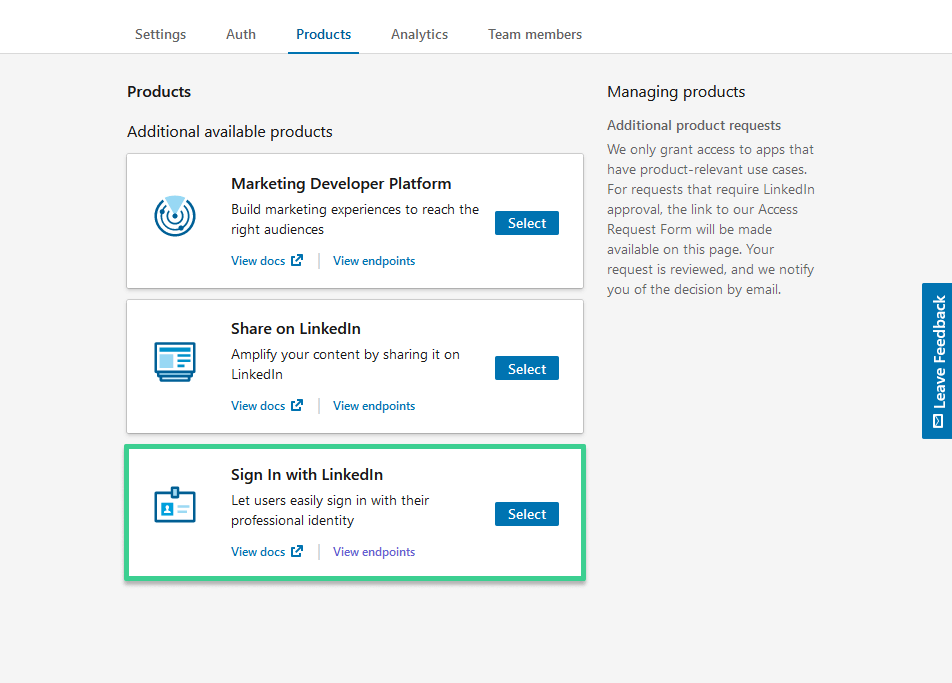 Settings Auth Products Analytics Team members
Products
Additional available products
Marketing Developer Platform
Build marketing experiences to reach the
right audiences
Select
View docs View endpoints
Share on LinkedIn
Amplify your content by sharing it on
LinkedIn
Select
View docs View endpoints
Sign In with LinkedIn
Let users easily sign in with their
professional identity
Select
View docs View endpoints
Managing products
Additional product requests
We only grant access to apps that
have product-relevant use cases.
For requests that require LinkedIn
approval, the link to our Access
Request Form will be made
available on this page. Your
request is reviewed, and we notify
you of the decision by email.
Leave Feedback